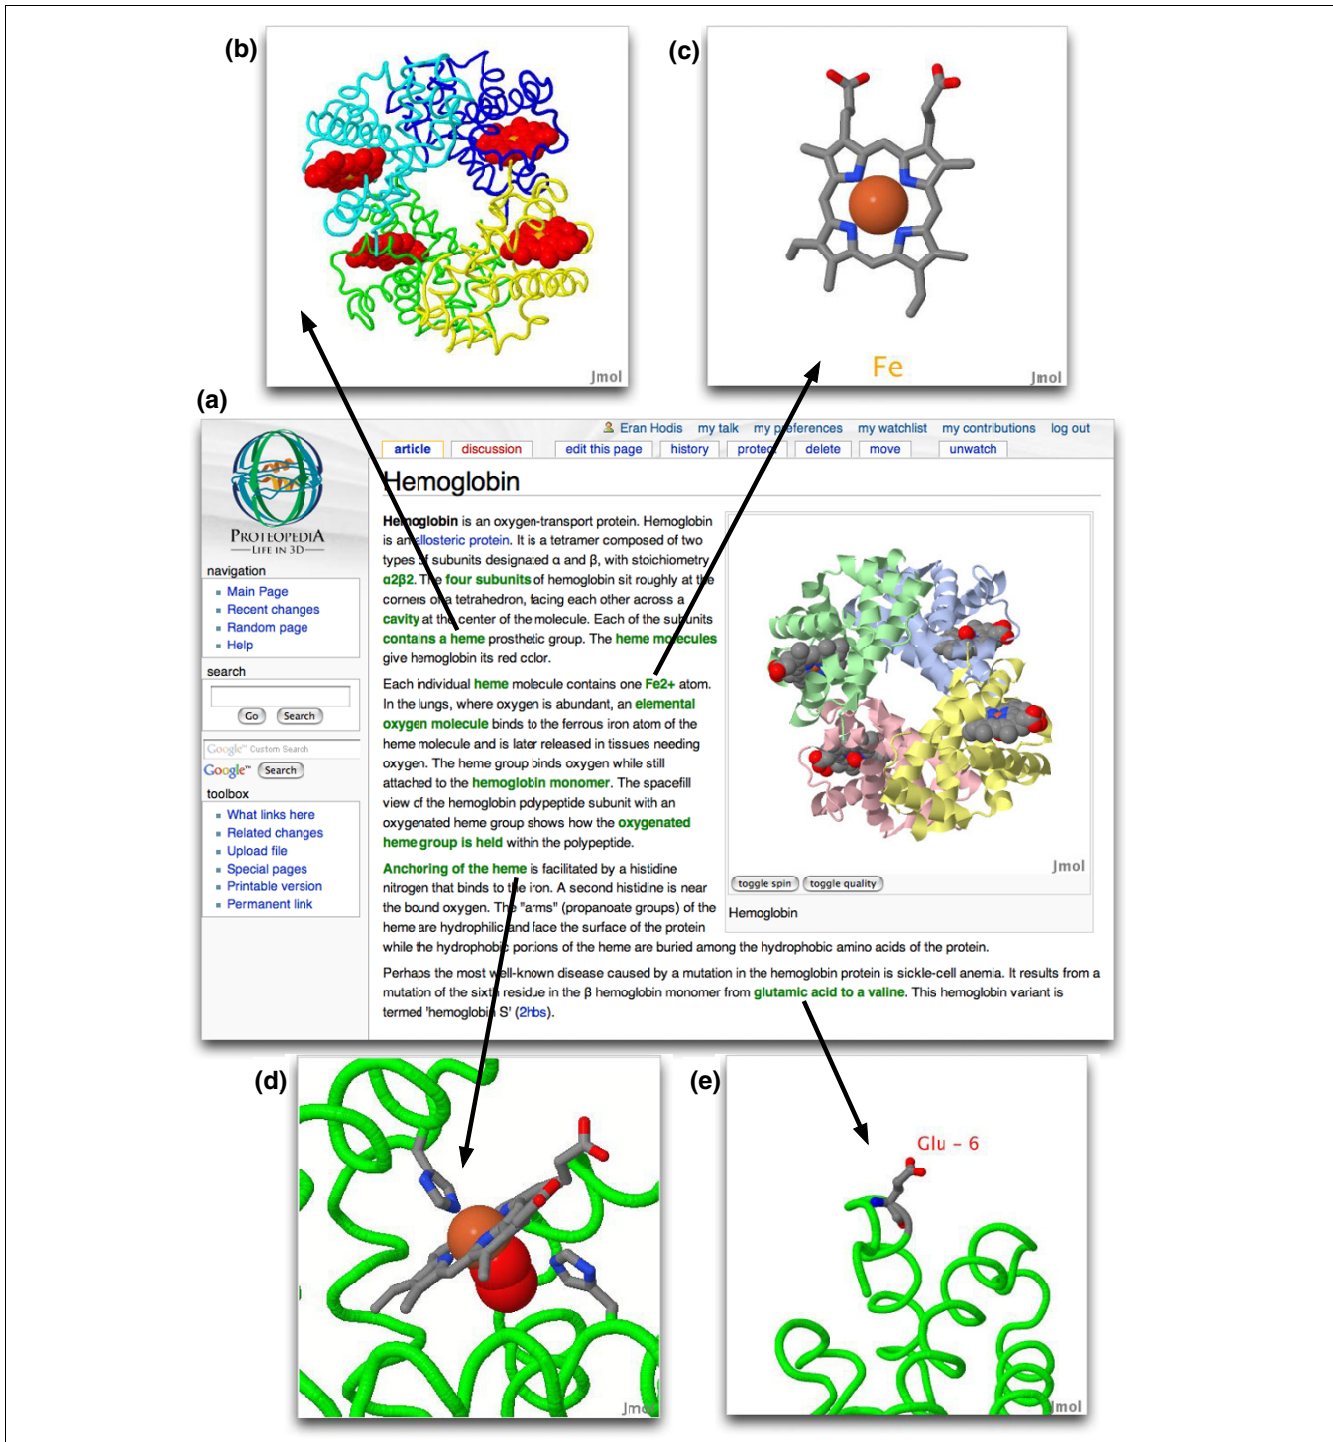 (b)
(c)
Jmol
Fe
Jmol
(a)
Eran Hodis my talk my preferences my watchlist my contributions log out
article discussion edit this page history protect delete move unwatch
PROTEOPEDIA
LIFE IN 3D
navigation
Main Page
Recent changes
Random page
Help
search
Go Search
Google™ Custom Search
Google™ Search
toolbox
What links here
Related changes
Upload file
Special pages
Printable version
Permanent link
Hemoglobin
Hemoglobin is an oxygen-transport protein. Hemoglobin
is an allosteric protein. It is a tetramer composed of two
types of subunits designated α and β, with stoichiometry
α2β2. The four subunits of hemoglobin sit roughly at the
corners of a tetrahedron, facing each other across a
cavity at the center of the molecule. Each of the subunits
contains a heme prosthetic group. The heme molecules
give hemoglobin its red color.
Each individual heme molecule contains one Fe2+ atom.
In the lungs, where oxygen is abundant, an elemental
oxygen molecule binds to the ferrous iron atom of the
heme molecule and is later released in tissues needing
oxygen. The heme group binds oxygen while still
attached to the hemoglobin monomer. The spacefill
view of the hemoglobin polypeptide subunit with an
oxygenated heme group shows how the oxygenated
heme group is held within the polypeptide.
Anchoring of the heme is facilitated by a histidine
nitrogen that binds to the iron. A second histidine is near
the bound oxygen. The "arms" (propanoate groups) of the
heme are hydrophilic and face the surface of the protein
while the hydrophobic portions of the heme are buried among the hydrophobic amino acids of the protein.
Perhaps the most well-known disease caused by a mutation in the hemoglobin protein is sickle-cell anemia. It results from a
mutation of the sixth residue in the β hemoglobin monomer from glutamic acid to a valine. This hemoglobin variant is
termed 'hemoglobin S' (2hbs).
Jmol
toggle spin toggle quality
Hemoglobin
(d)
(e)
Glu - 6
Jmol
Jmol